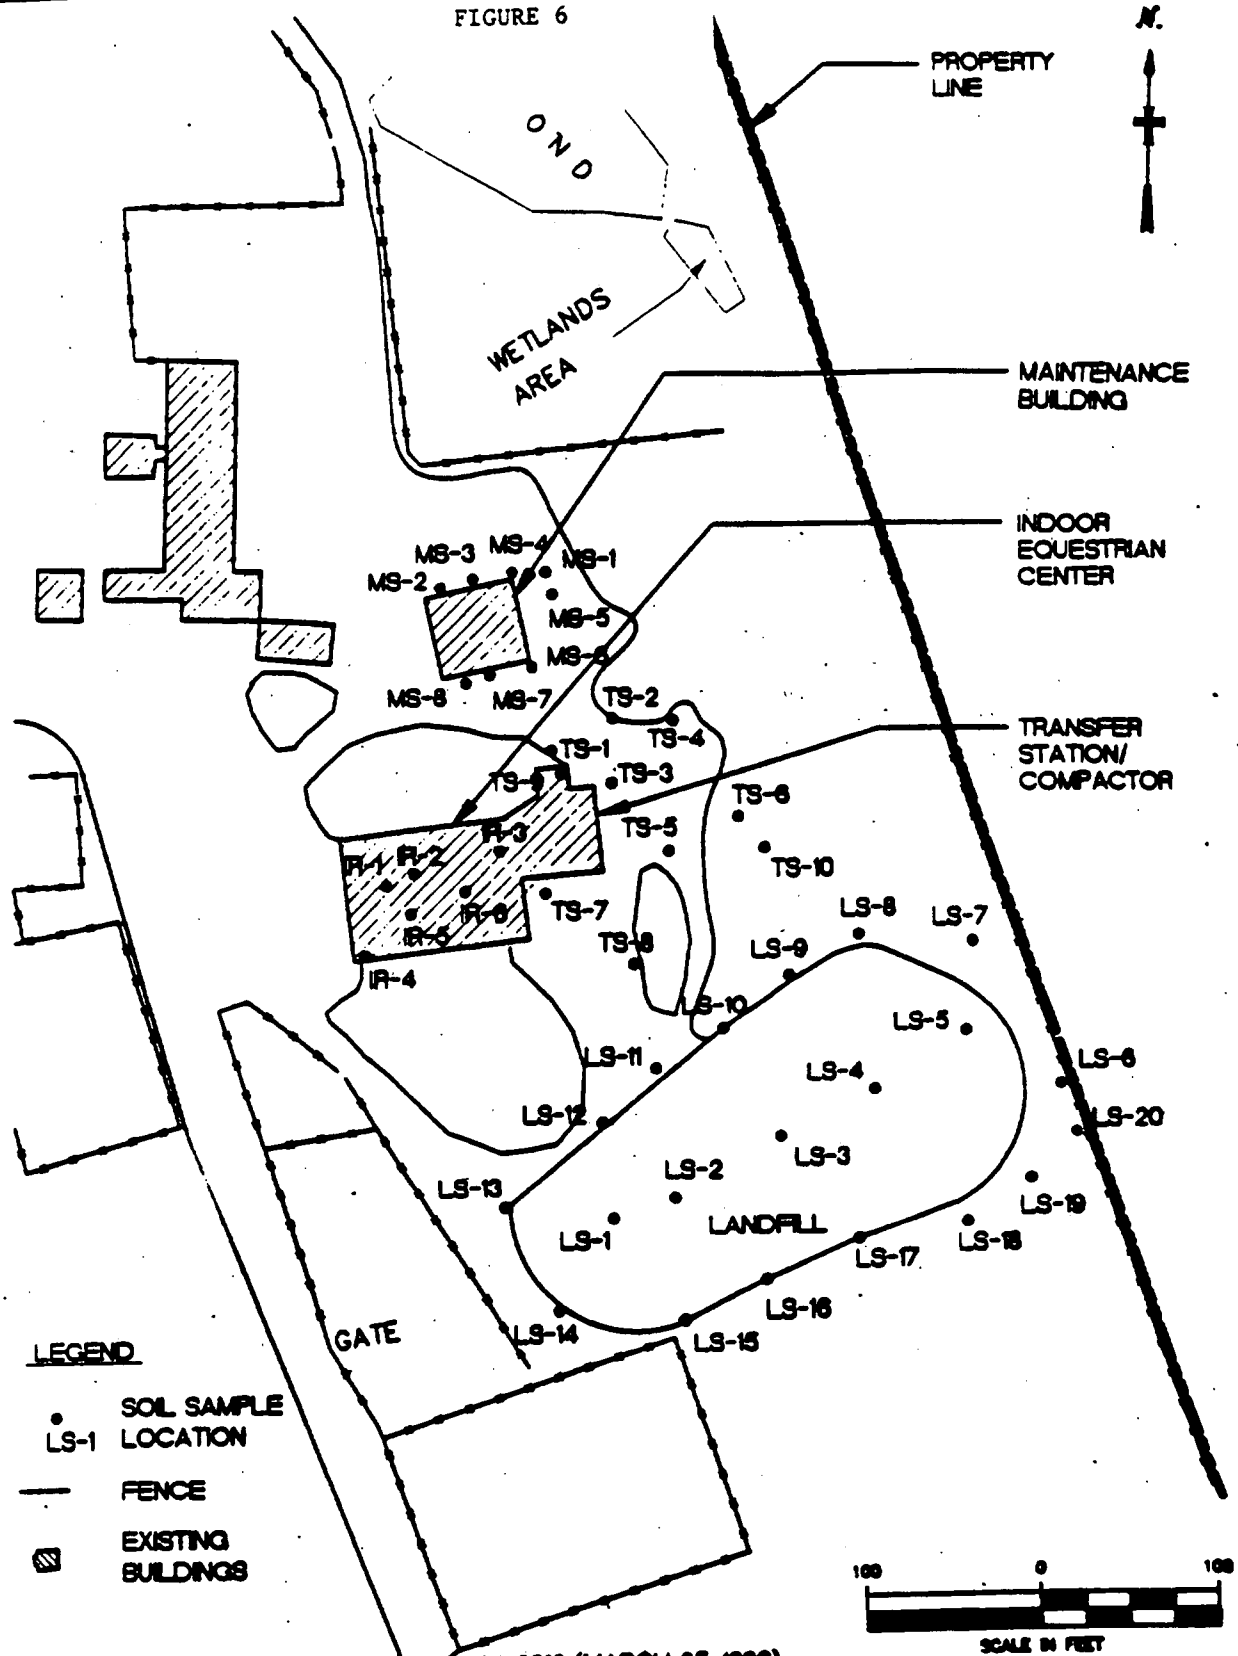 FIGURE 6
N.
PROPERTY
LINE
OND
WETLANDS
AREA
MAINTENANCE
BUILDING
INDOOR
EQUESTRIAN
CENTER
MS-3
MS-4
MS-1
MS-2
MS-5
MS-6
MS-8
MS-7
TS-2
TS-4
TRANSFER
STATION/
COMPACTOR
TS-1
TS-3
TS-9
TS-6
TS-5
TS-10
IR-3
IR-1
IR-2
IR-6
TS-7
IR-5
TS-8
IR-4
LS-8
LS-7
LS-9
LS-10
LS-5
LS-11
LS-4
LS-6
LS-12
LS-20
LS-3
LS-2
LS-13
LS-19
LANDFILL
LS-1
LS-18
LS-17
LS-16
LS-14
LS-15
GATE
LEGEND
SOIL SAMPLE
LS-1 LOCATION
FENCE
EXISTING
BUILDINGS
100 0 100
SCALE IN FEET